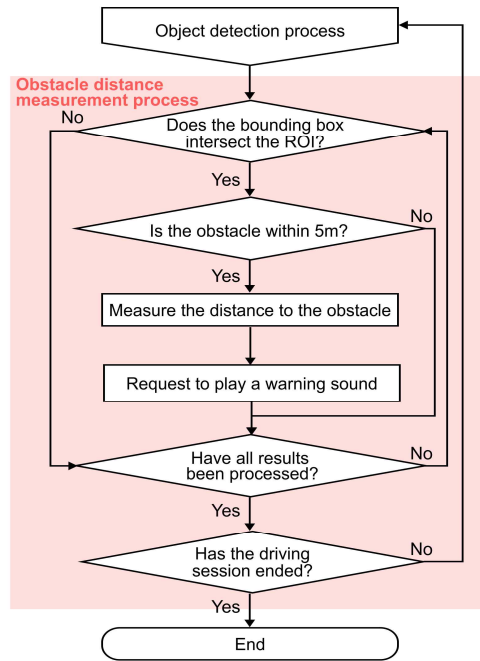 Object detection process
Obstacle distance
measurement process
No
Does the bounding box
intersect the ROI?
Yes
No
Is the obstacle within 5m?
Yes
Measure the distance to the obstacle
Request to play a warning sound
Have all results
been processed?
No
Yes
Has the driving
session ended?
No
Yes
End